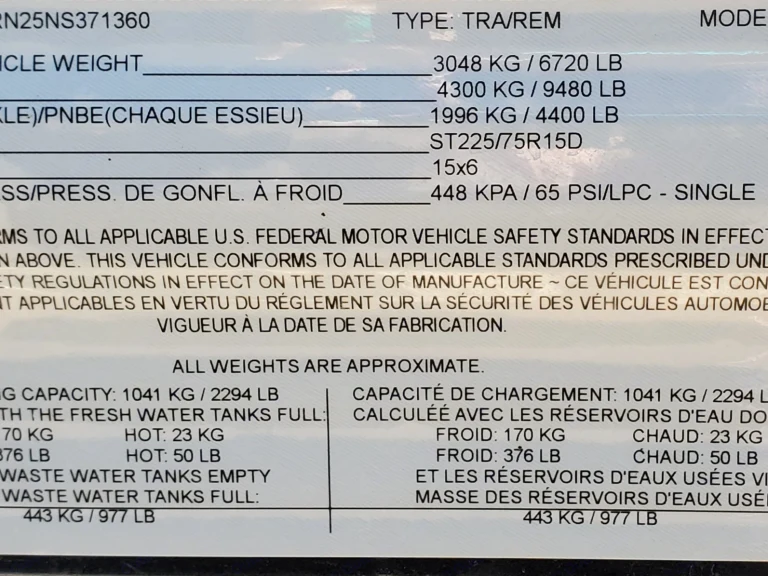 RN25NS371360 TYPE: TRA/REM MODE
ICLE WEIGHT 3048 KG / 6720 LB
4300 KG / 9480 LB
KLE)/PNBE(CHAQUE ESSIEU) 1996 KG / 4400 LB
ST225/75R15D
15x6
SS/PRESS. DE GONFL. À FROID 448 KPA / 65 PSI/LPC - SINGLE
RMS TO ALL APPLICABLE U.S. FEDERAL MOTOR VEHICLE SAFETY STANDARDS IN EFFECT
N ABOVE. THIS VEHICLE CONFORMS TO ALL APPLICABLE STANDARDS PRESCRIBED UND
ETY REGULATIONS IN EFFECT ON THE DATE OF MANUFACTURE ~ CE VÉHICULE EST CON
NT APPLICABLES EN VERTU DU RÉGLEMENT SUR LA SÉCURITÉ DES VÉHICULES AUTOMOB
VIGUEUR À LA DATE DE SA FABRICATION.
ALL WEIGHTS ARE APPROXIMATE.
G CAPACITY: 1041 KG / 2294 LB CAPACITÉ DE CHARGEMENT: 1041 KG / 2294 L
TH THE FRESH WATER TANKS FULL: CALCULÉÉ AVEC LES RÉSERVOIRS D'EAU DO
70 KG HOT: 23 KG FROID: 170 KG CHAUD: 23 KG
376 LB HOT: 50 LB FROID: 376 LB CHAUD: 50 LB
WASTE WATER TANKS EMPTY ET LES RÉSERVOIRS D'EAUX USÉES VI
WASTE WATER TANKS FULL: MASSE DES RÉSERVOIRS D'EAUX USÉE
443 KG / 977 LB 443 KG / 977 LB